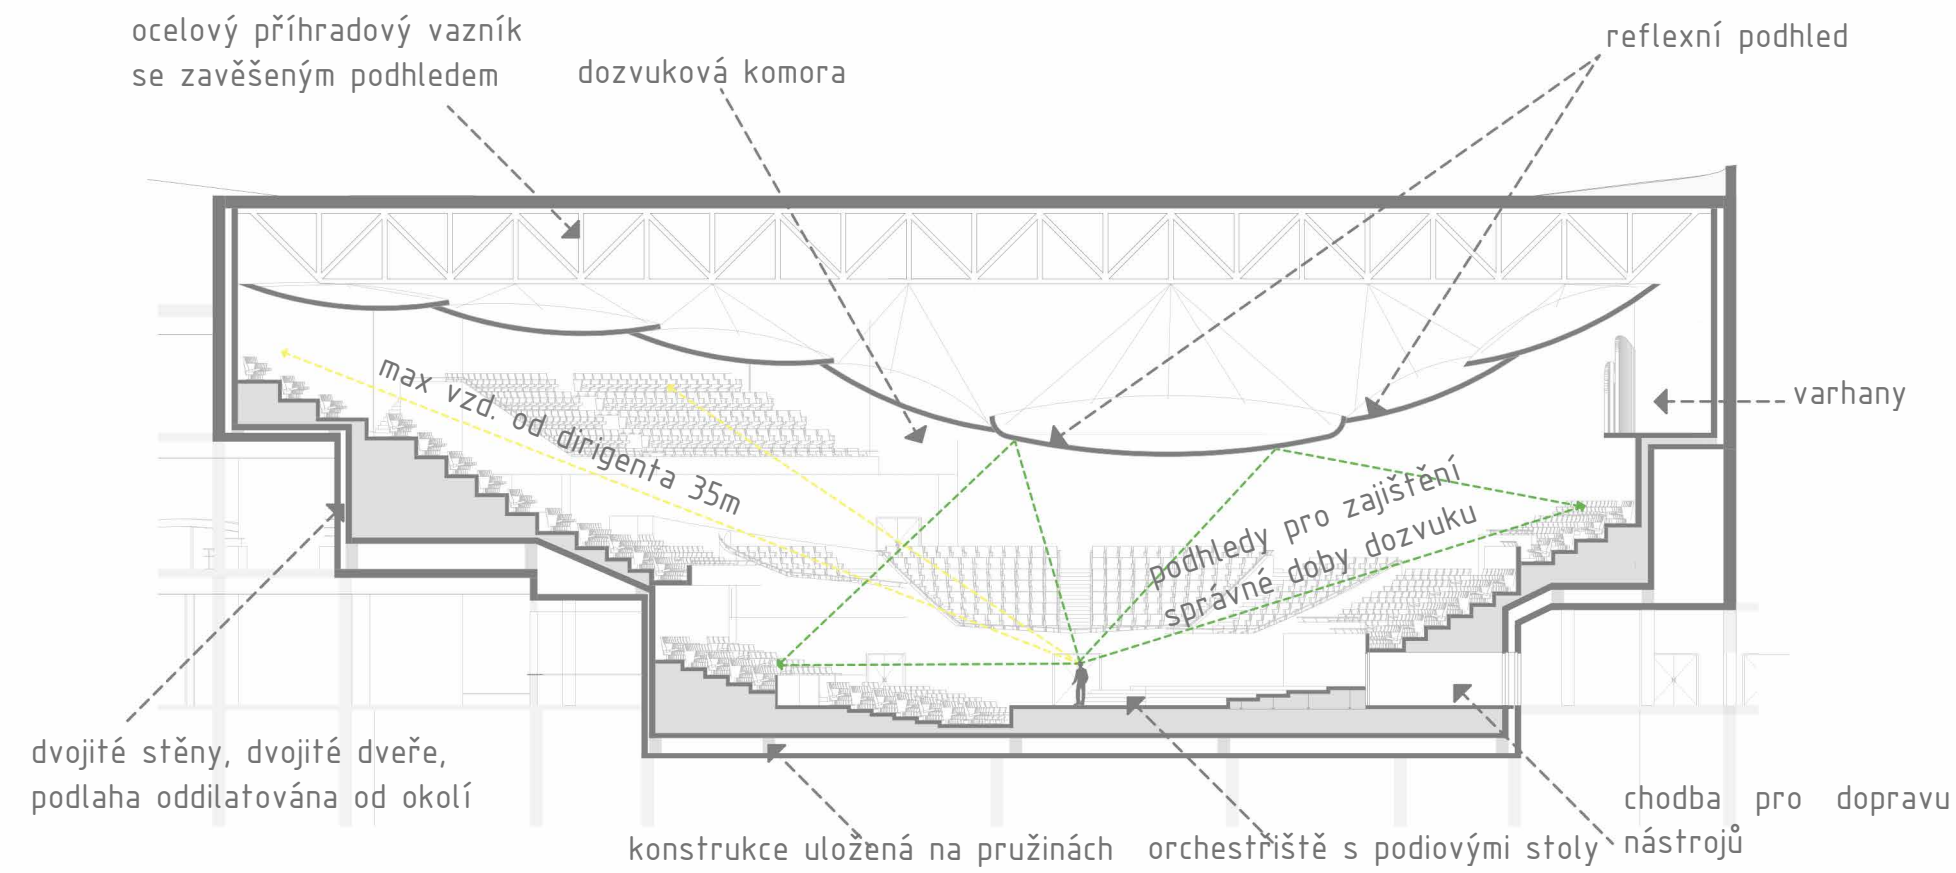 ocelový příhradový vazník
se zavěšeným podhledem
dozvuková komora
reflexní podhled
max vzd. od dirigenta 35m
varhany
podhledy pro zajištění
správné doby dozvuku
dvojité stěny, dvojité dveře,
podlaha oddilatována od okolí
konstrukce uložená na pružinách
orchestřiště s podiovými stoly
chodba pro dopravu
nástrojů